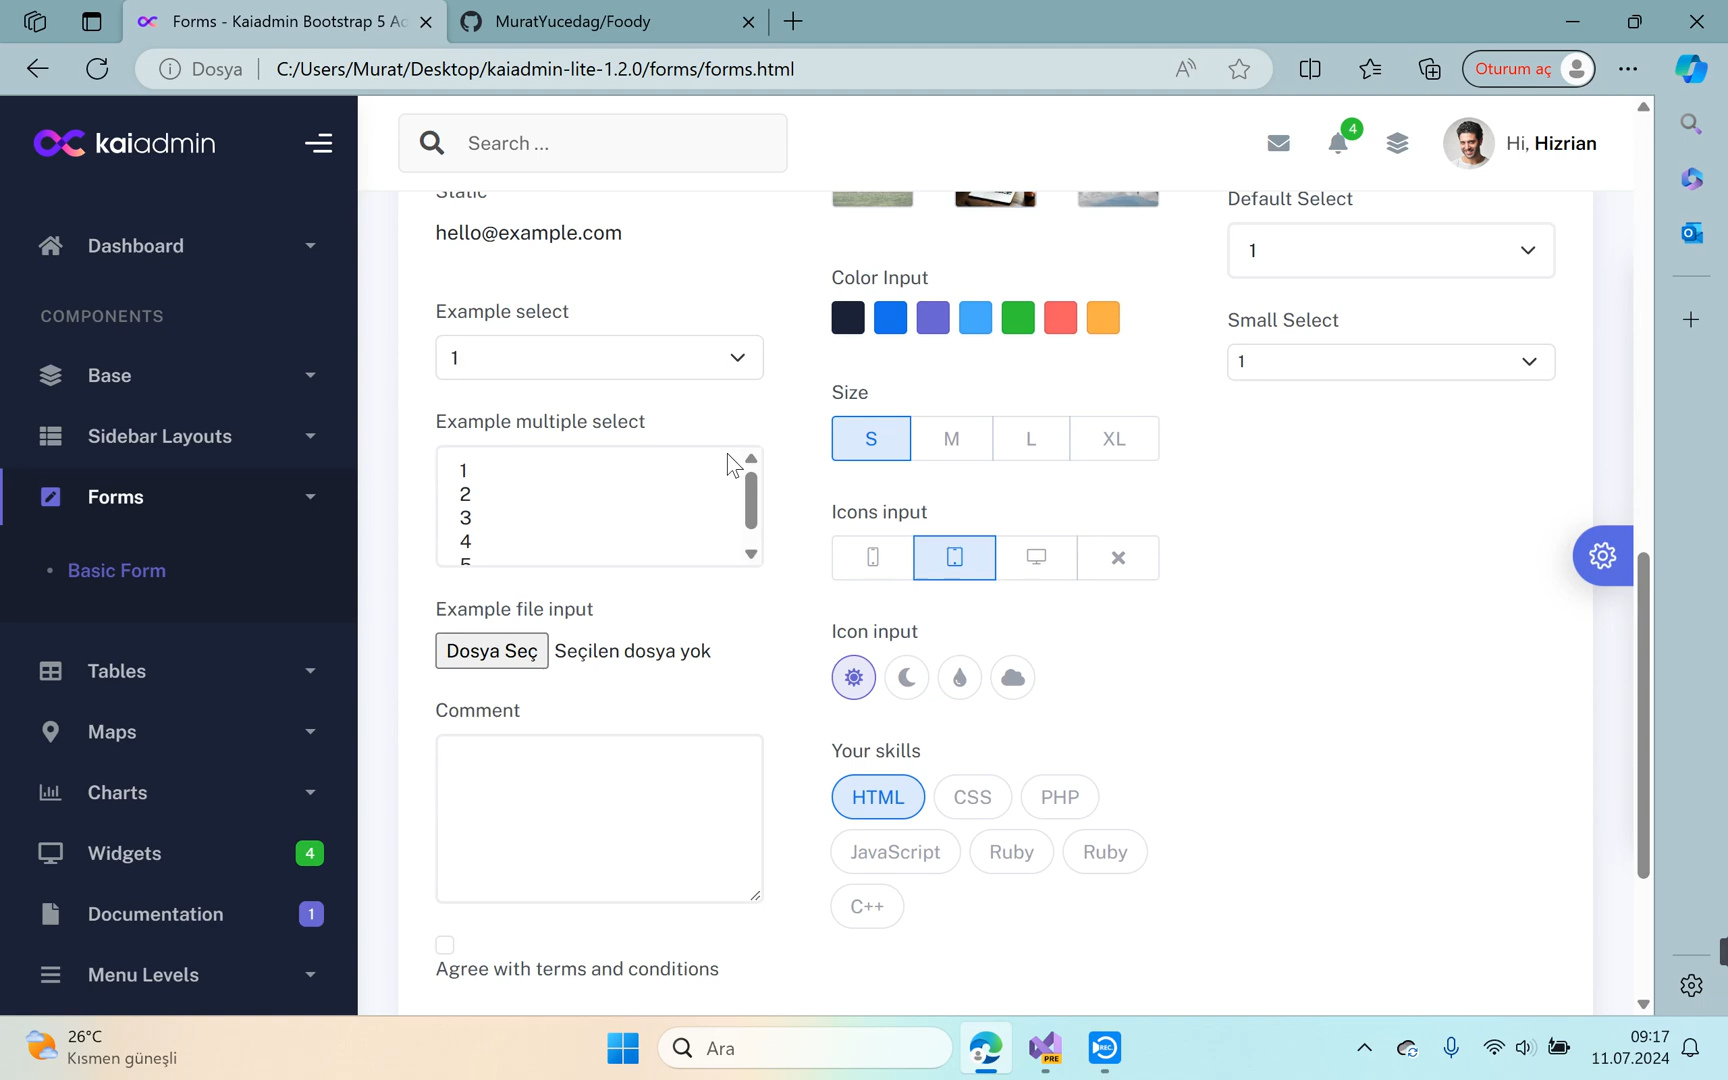 Forms - Kaiadmin Bootstrap 5 Ad
MuratYucedag/Foody
Dosya
C:/Users/Murat/Desktop/kaiadmin-lite-1.2.0/forms/forms.html
Oturum aç
kaiadmin
Search ...
4
Hi, Hizrian
Dashboard
COMPONENTS
Base
Sidebar Layouts
Forms
Basic Form
Tables
Maps
Charts
Widgets 4
Documentation 1
Menu Levels
Static
hello@example.com
Example select
1
Example multiple select
1
2
3
4
5
Example file input
Dosya Seç Seçilen dosya yok
Comment
Agree with terms and conditions
Color Input
Size
S M L XL
Icons input
Icon input
Your skills
HTML CSS PHP
JavaScript Ruby Ruby
C++
Default Select
1
Small Select
1
26°C
Kısmen güneşli
Ara
PRE
REC
09:17
11.07.2024